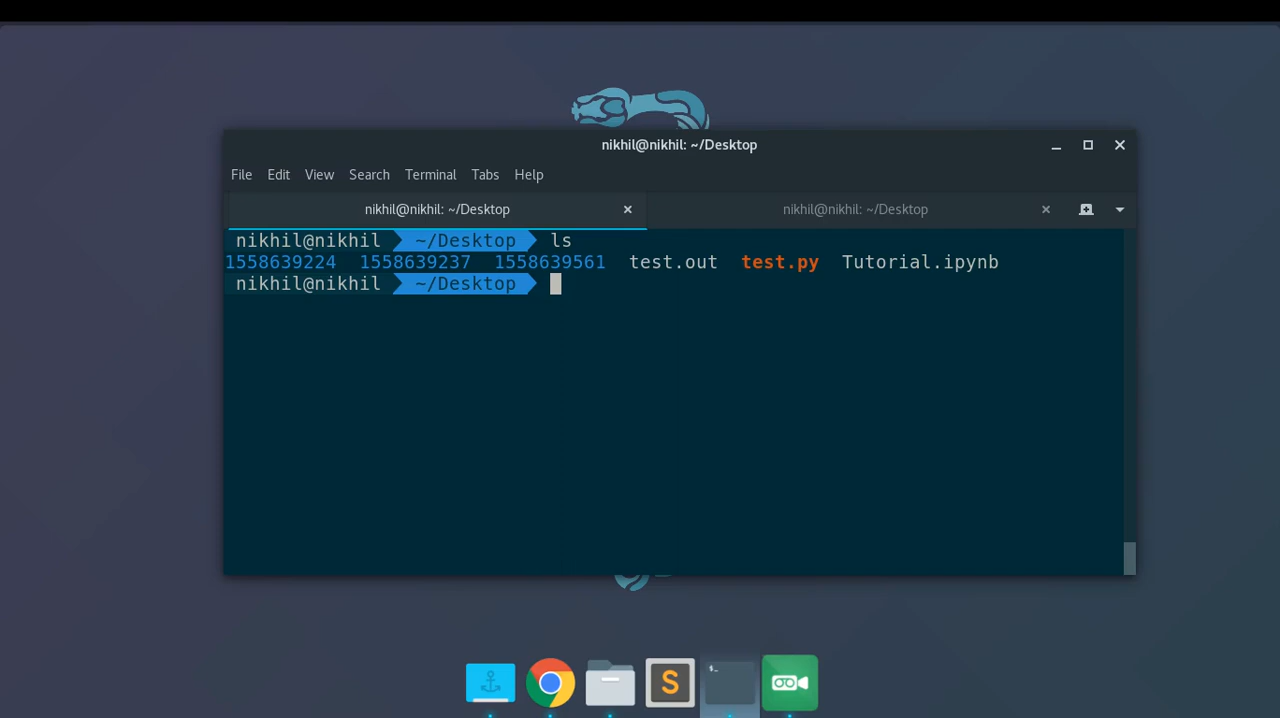 nikhil@nikhil: ~/Desktop
File Edit View Search Terminal Tabs Help
nikhil@nikhil: ~/Desktop nikhil@nikhil: ~/Desktop
nikhil@nikhil ~/Desktop ls
1558639224 1558639237 1558639561 test.out test.py Tutorial.ipynb
nikhil@nikhil ~/Desktop
S $_